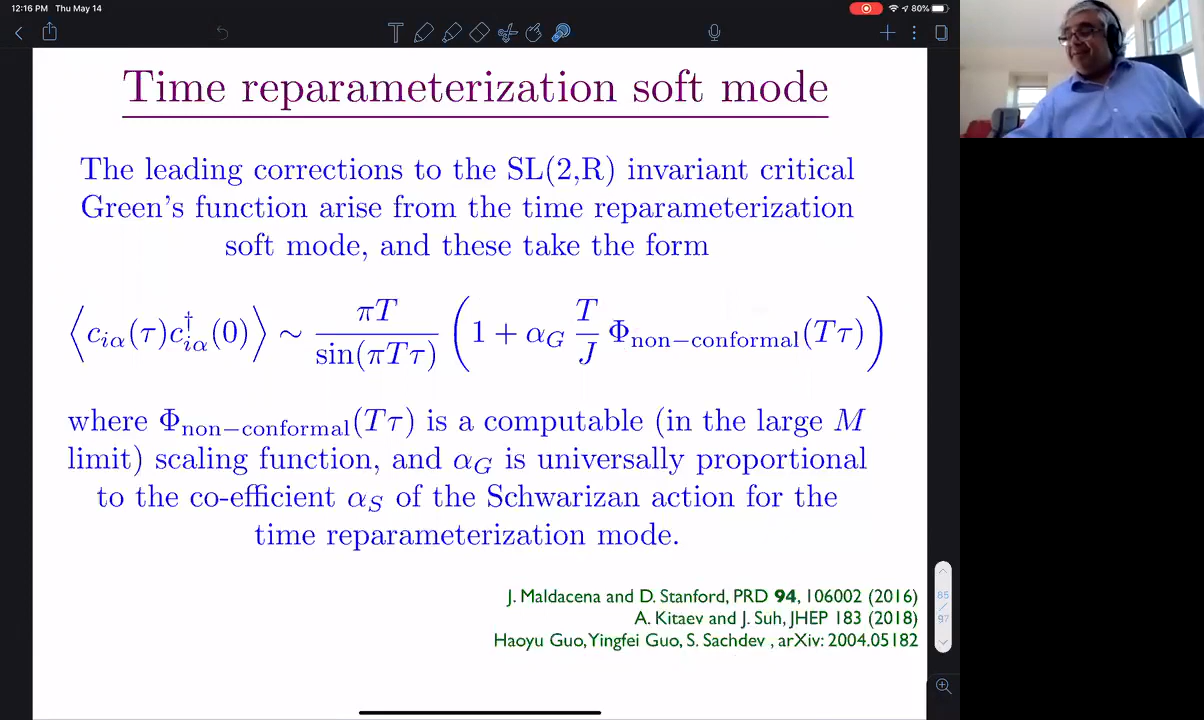 12:16 PM Thu May 14
80%
Time reparameterization soft mode
The leading corrections to the SL(2,R) invariant critical
Green's function arise from the time reparameterization
soft mode, and these take the form
⟨c_{iα}(τ)c†_{iα}(0)⟩ ∼ πT / sin(πTτ) (1 + α_G T/J Φ_{non−conformal}(Tτ))
where Φ_{non−conformal}(Tτ) is a computable (in the large M
limit) scaling function, and α_G is universally proportional
to the co-efficient α_S of the Schwarizan action for the
time reparameterization mode.
J. Maldacena and D. Stanford, PRD 94, 106002 (2016)
A. Kitaev and J. Suh, JHEP 183 (2018)
Haoyu Guo, Yingfei Guo, S. Sachdev , arXiv: 2004.05182
85
/
97